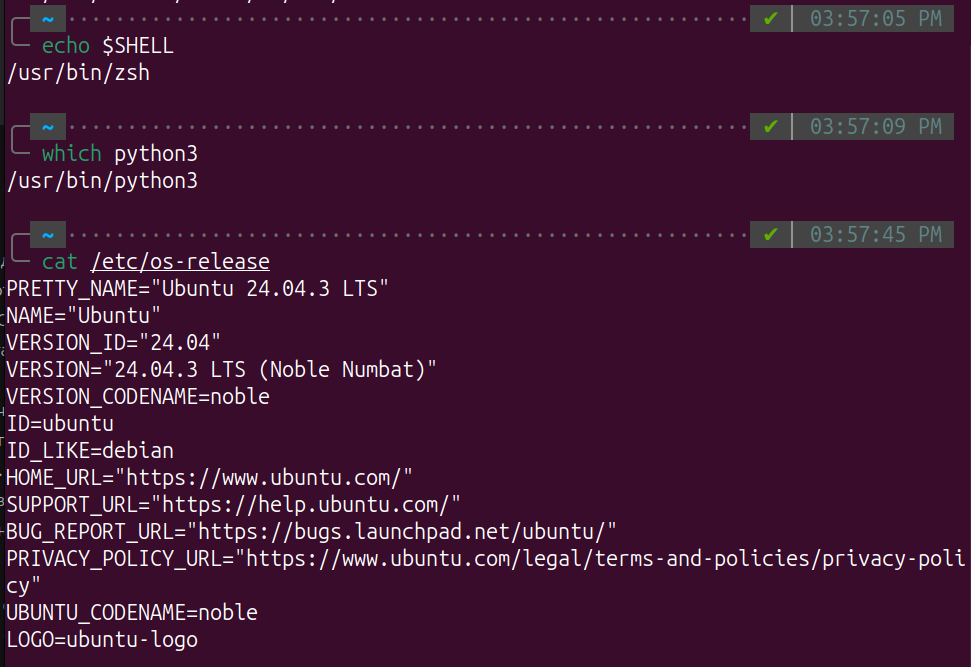 ~ ✔ 03:57:05 PM
echo $SHELL
/usr/bin/zsh
~ ✔ 03:57:09 PM
which python3
/usr/bin/python3
~ ✔ 03:57:45 PM
cat /etc/os-release
PRETTY_NAME="Ubuntu 24.04.3 LTS"
NAME="Ubuntu"
VERSION_ID="24.04"
VERSION="24.04.3 LTS (Noble Numbat)"
VERSION_CODENAME=noble
ID=ubuntu
ID_LIKE=debian
HOME_URL="https://www.ubuntu.com/"
SUPPORT_URL="https://help.ubuntu.com/"
BUG_REPORT_URL="https://bugs.launchpad.net/ubuntu/"
PRIVACY_POLICY_URL="https://www.ubuntu.com/legal/terms-and-policies/privacy-poli
cy"
UBUNTU_CODENAME=noble
LOGO=ubuntu-logo